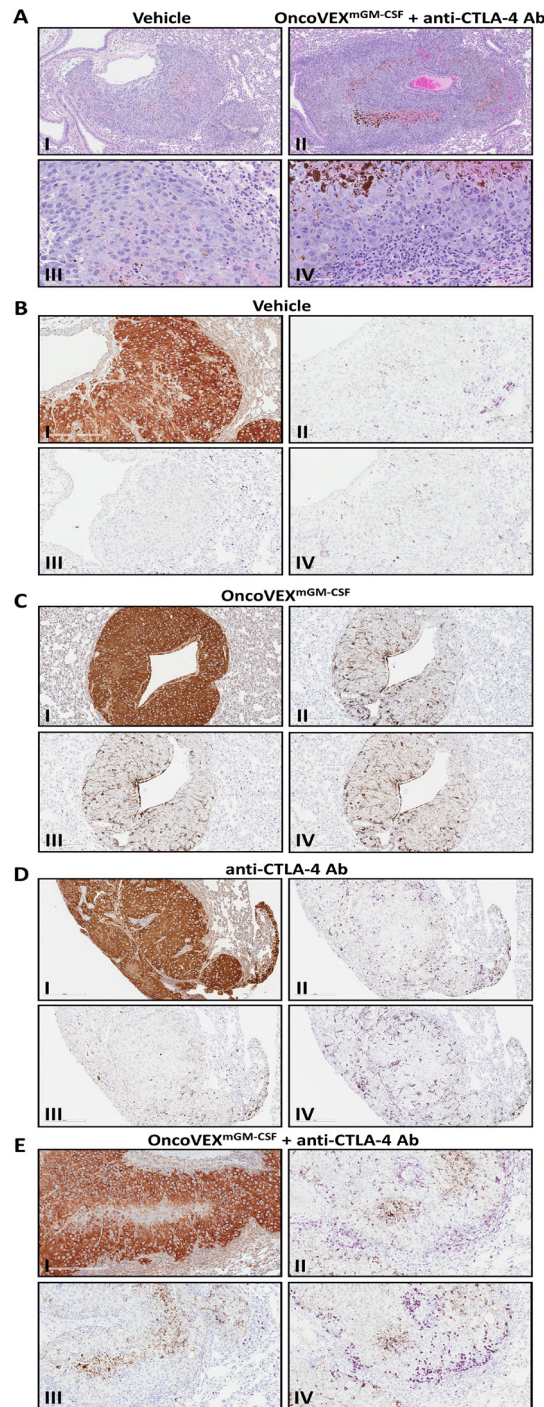 A
Vehicle
OncoVEXmGM-CSF + anti-CTLA-4 Ab
I
II
III
IV
B
Vehicle
I
II
III
IV
C
OncoVEXmGM-CSF
I
II
III
IV
D
anti-CTLA-4 Ab
I
II
III
IV
E
OncoVEXmGM-CSF + anti-CTLA-4 Ab
I
II
III
IV